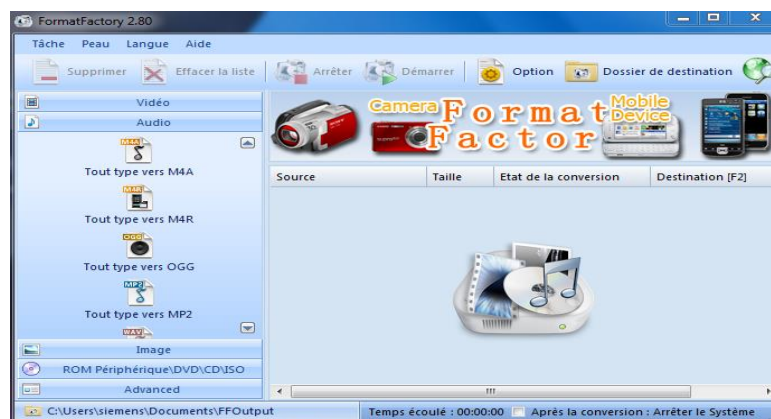 FormatFactory 2.80
Tâche Peau Langue Aide
Supprimer Effacer la liste Arrêter Démarrer Option Dossier de destination
Vidéo
Audio
M4A
Tout type vers M4A
M4R
Tout type vers M4R
OGG
Tout type vers OGG
MP2
Tout type vers MP2
WAV
Image
ROM Périphérique\DVD\CD\ISO
Advanced
Camera Format Mobile
Factor Device
Source Taille Etat de la conversion Destination [F2]
C:\Users\siemens\Documents\FFOutput Temps écoulé : 00:00:00 Après la conversion : Arrêter le Système